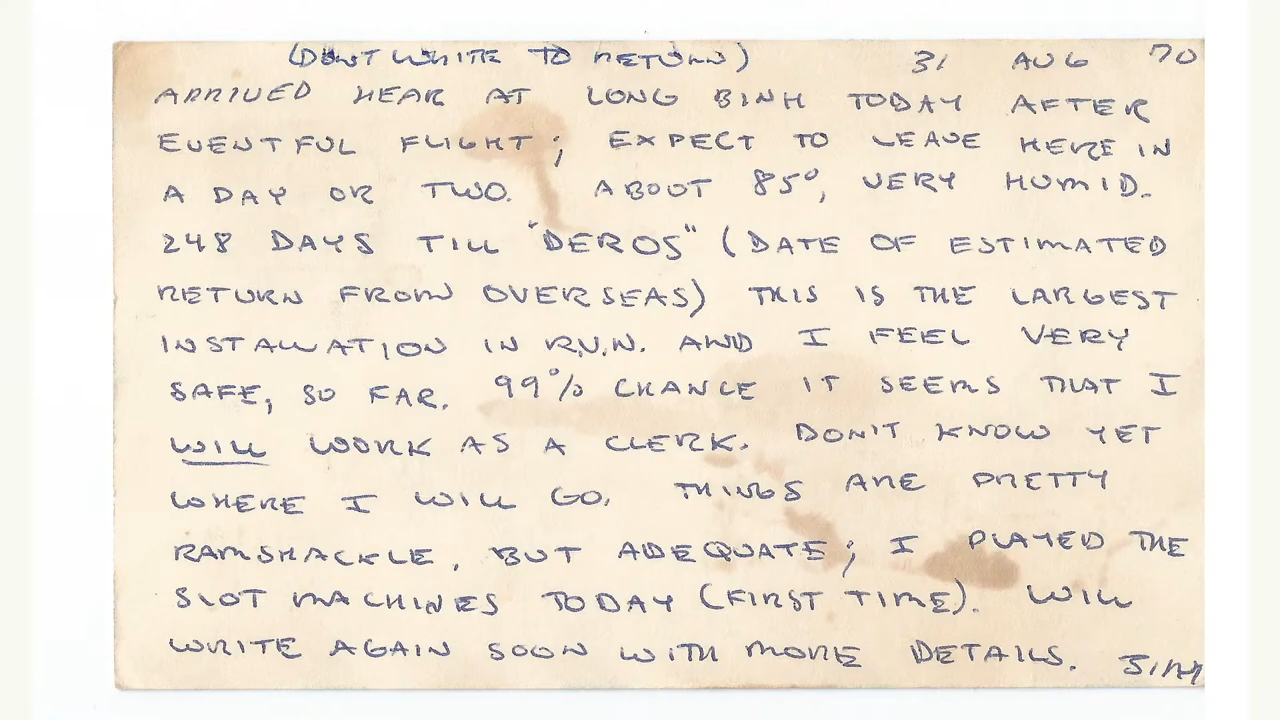 (DONT WRITE TO RETURN) 31 AUG 70
ARRIVED HEAR AT LONG BINH TODAY AFTER
EVENTFUL FLIGHT; EXPECT TO LEAVE HERE IN
A DAY OR TWO. ABOUT 85°, VERY HUMID.
248 DAYS TILL "DEROS" (DATE OF ESTIMATED
RETURN FROM OVERSEAS) THIS IS THE LARGEST
INSTALLATION IN R.V.N. AND I FEEL VERY
SAFE, SO FAR. 99% CHANCE IT SEEMS THAT I
WILL WORK AS A CLERK. DON'T KNOW YET
WHERE I WILL GO. THINGS ARE PRETTY
RAMSHACKLE, BUT ADEQUATE; I PLAYED THE
SLOT MACHINES TODAY (FIRST TIME). WILL
WRITE AGAIN SOON WITH MORE DETAILS. JIM